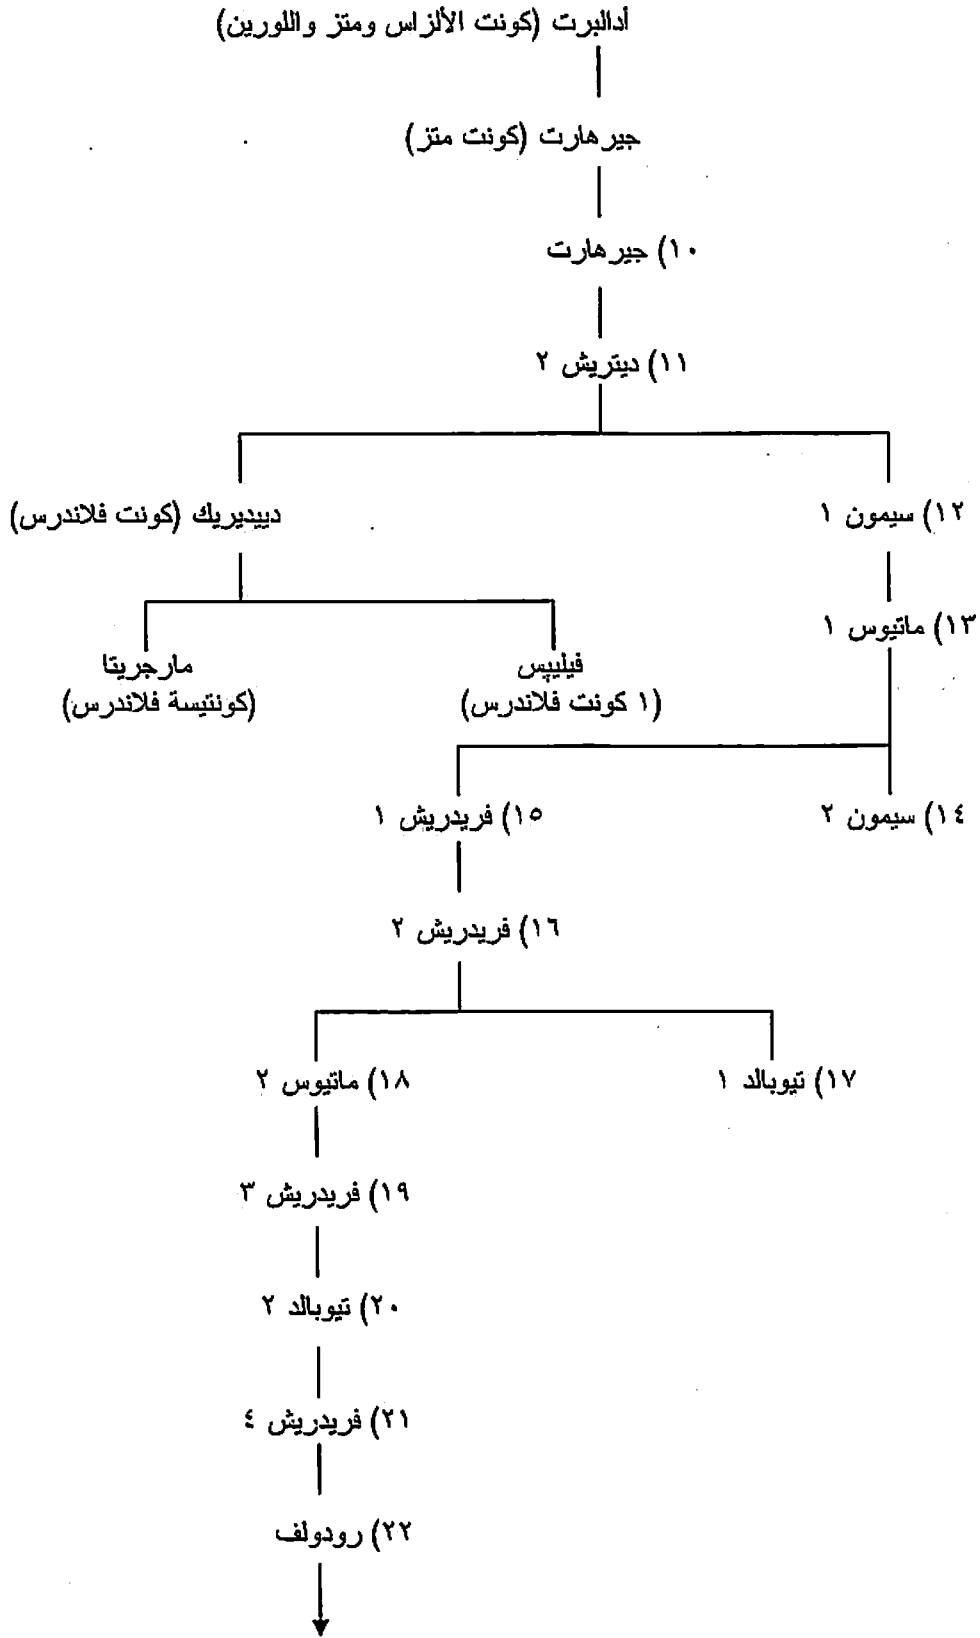 أدالبرت (كونت الألزاس ومتز واللورين)
جيرهارت (كونت متز)
١٠) جيرهارت
١١) ديتريش ٢
١٢) سيمون ١
دييديريك (كونت فلاندرس)
١٣) ماتيوس ١
فيليپس
(١ كونت فلاندرس)
مارجريتا
(كونتيسة فلاندرس)
١٤) سيمون ٢
١٥) فريدريش ١
١٦) فريدريش ٢
١٧) تيوبالد ١
١٨) ماتيوس ٢
١٩) فريدريش ٣
٢٠) تيوبالد ٢
٢١) فريدريش ٤
٢٢) رودولف